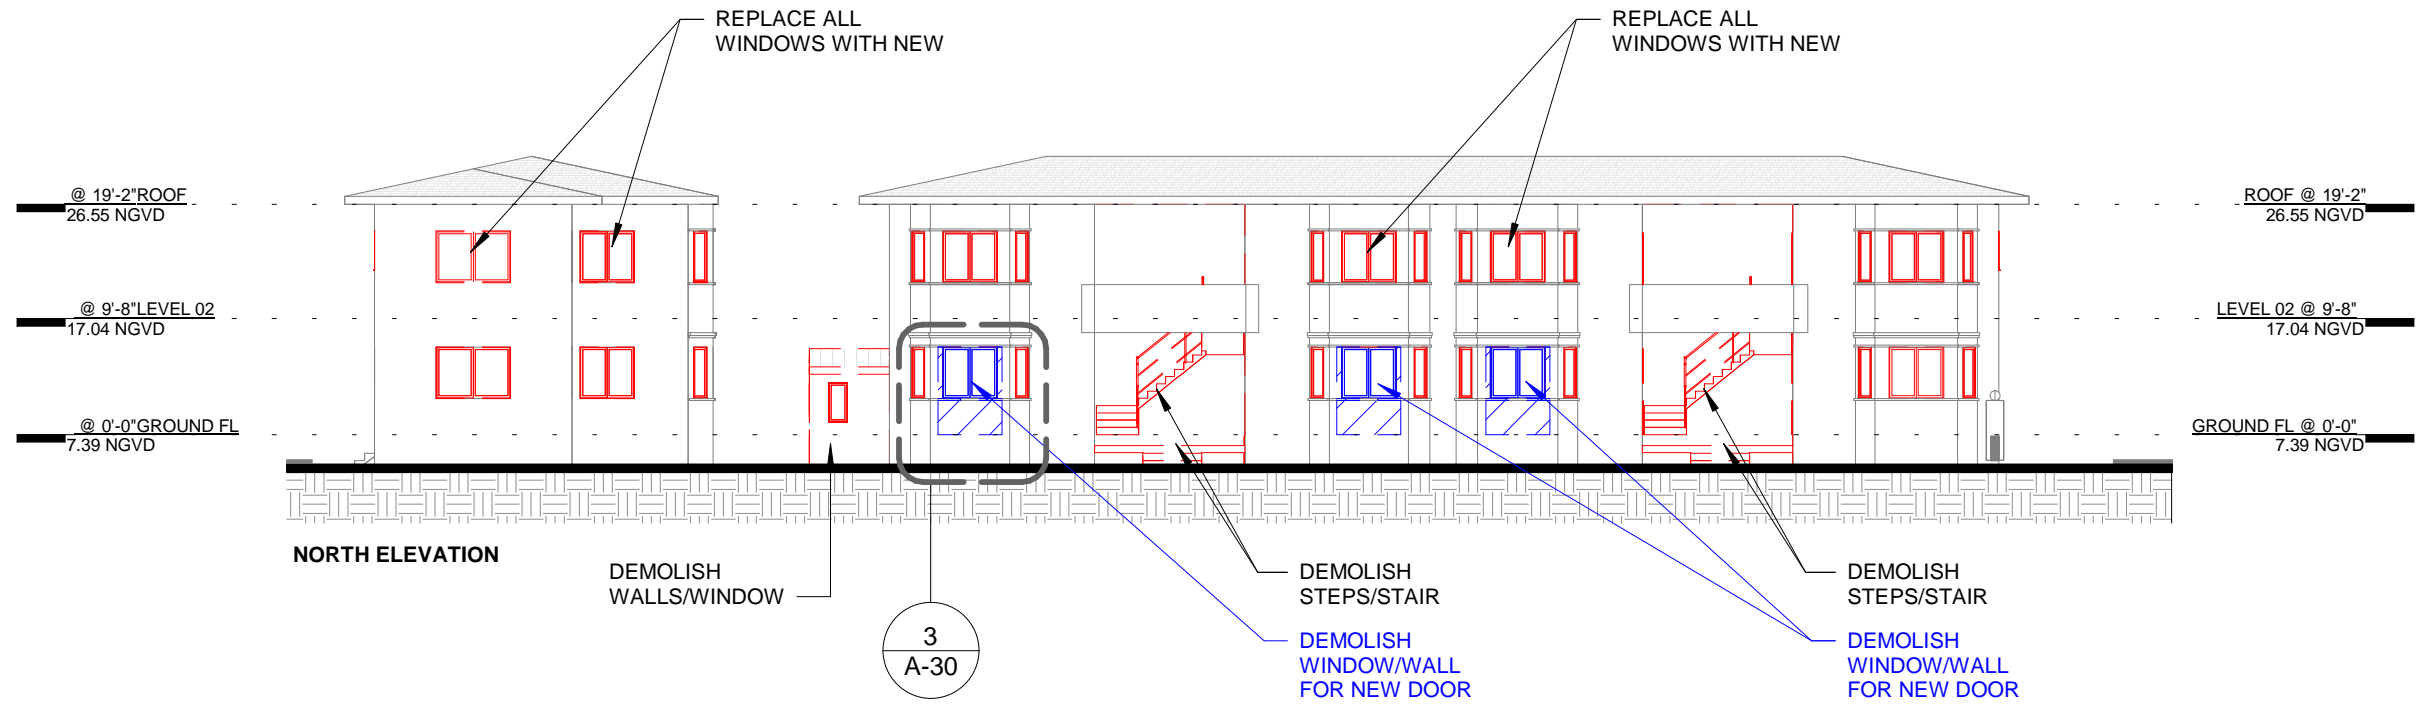 REPLACE ALL
WINDOWS WITH NEW
REPLACE ALL
WINDOWS WITH NEW
@ 19'-2"ROOF
26.55 NGVD
ROOF @ 19'-2"
26.55 NGVD
@ 9'-8"LEVEL 02
17.04 NGVD
LEVEL 02 @ 9'-8"
17.04 NGVD
@ 0'-0"GROUND FL
7.39 NGVD
GROUND FL @ 0'-0"
7.39 NGVD
NORTH ELEVATION
DEMOLISH
WALLS/WINDOW
3
A-30
DEMOLISH
STEPS/STAIR
DEMOLISH
WINDOW/WALL
FOR NEW DOOR
DEMOLISH
STEPS/STAIR
DEMOLISH
WINDOW/WALL
FOR NEW DOOR